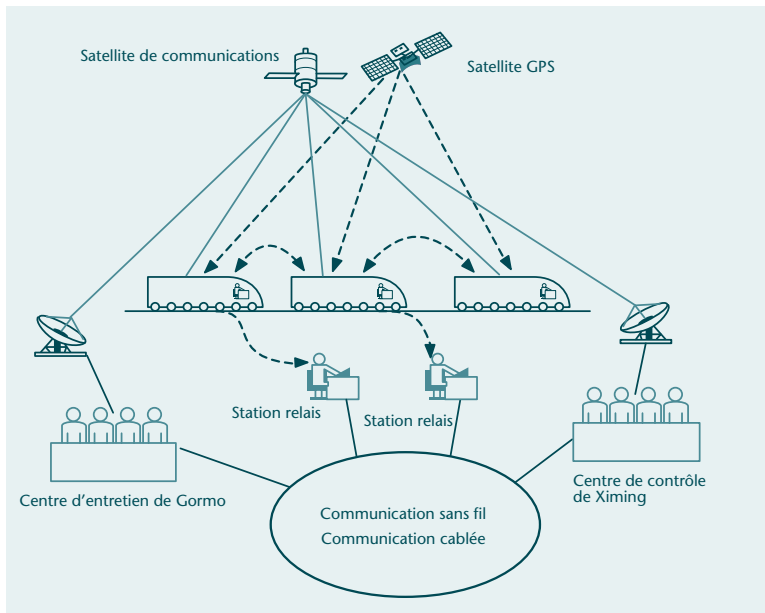 Satellite de communications
Satellite GPS
Station relais
Station relais
Centre d'entretien de Gormo
Centre de contrôle
de Ximing
Communication sans fil
Communication cablée